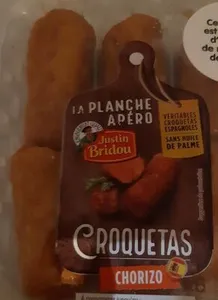 LA PLANCHE
APÉRO
Justin
Bridou
VÉRITABLES
CROQUETAS
ESPAGNOLES
SANS HUILE
DE PALME
CROQUETAS
CHORIZO